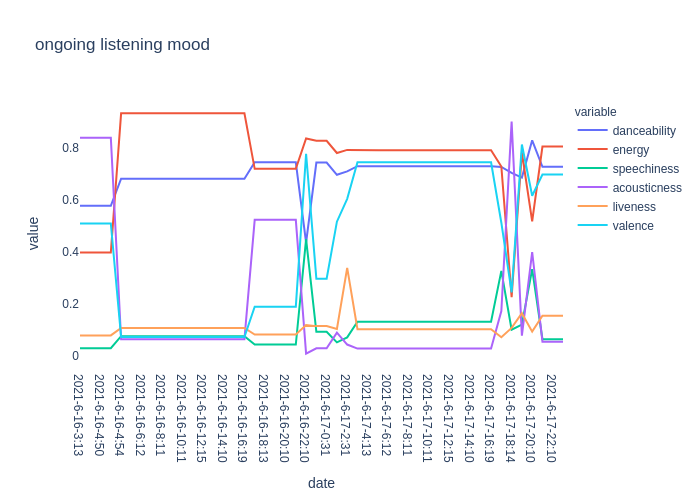 ongoing listening mood
variable
danceability
energy
speechiness
acousticness
liveness
valence
value
0.8
0.6
0.4
0.2
0
2021-6-16-3:13
2021-6-16-4:50
2021-6-16-4:54
2021-6-16-6:12
2021-6-16-8:11
2021-6-16-10:11
2021-6-16-12:15
2021-6-16-14:10
2021-6-16-16:19
2021-6-16-18:13
2021-6-16-20:10
2021-6-16-22:10
2021-6-17-0:31
2021-6-17-2:31
2021-6-17-4:13
2021-6-17-6:12
2021-6-17-8:11
2021-6-17-10:11
2021-6-17-12:15
2021-6-17-14:10
2021-6-17-16:19
2021-6-17-18:14
2021-6-17-20:10
2021-6-17-22:10
date